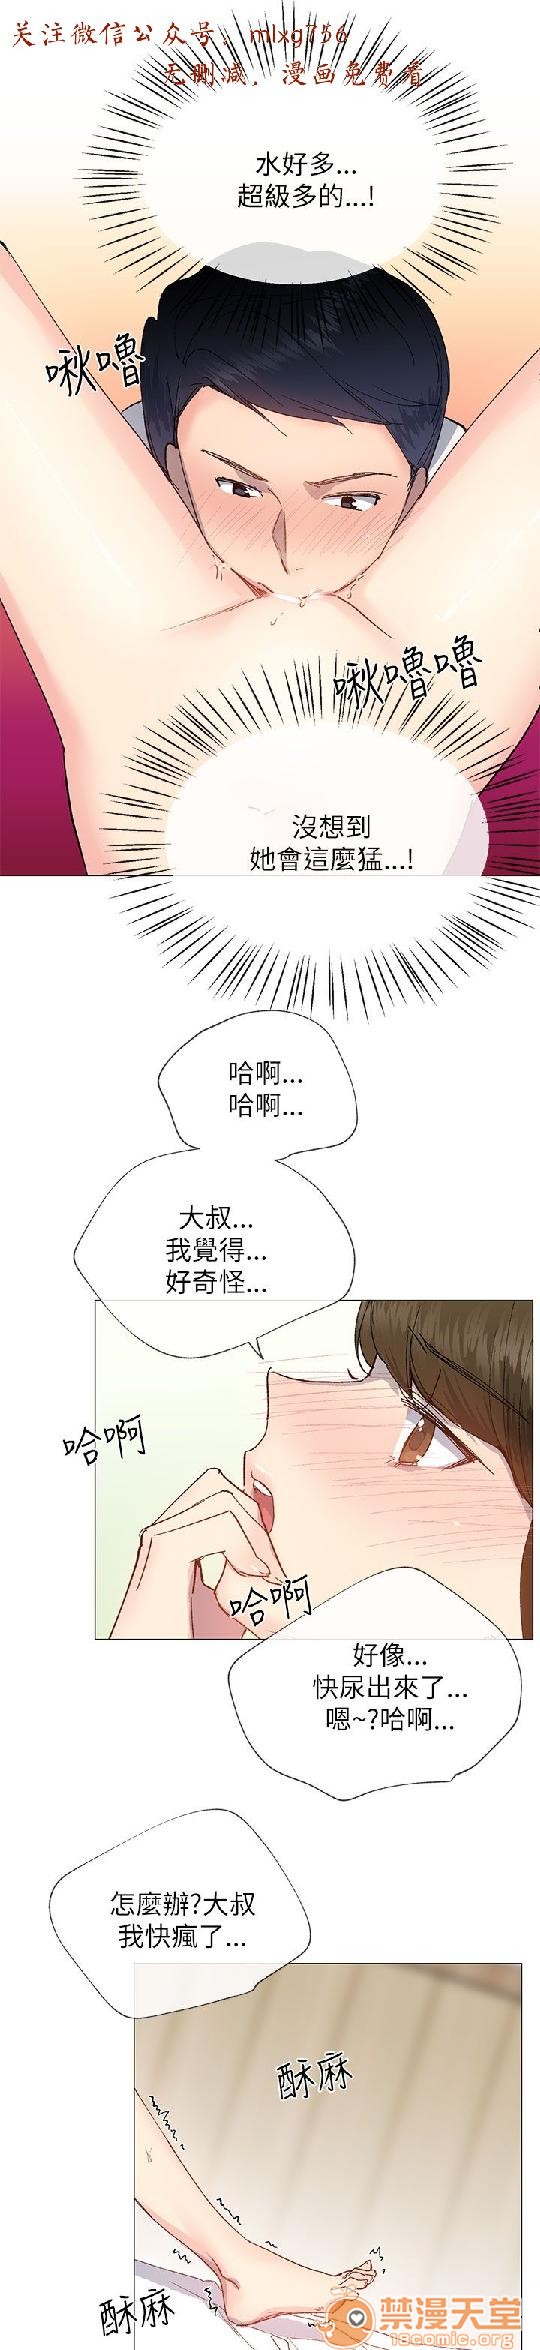 关注微信公众号，mlxg756
无删减，漫画免费看
水好多...
超級多的...!
啾嚕
啾嚕嚕
沒想到
她會這麼猛...!
哈啊...
哈啊...
大叔...
我覺得...
好奇怪...
哈啊
哈啊
好像...
快尿出來了...
嗯~?哈啊...
怎麼辦?大叔
我快瘋了...
酥麻
酥麻
禁漫天堂
18comic.org